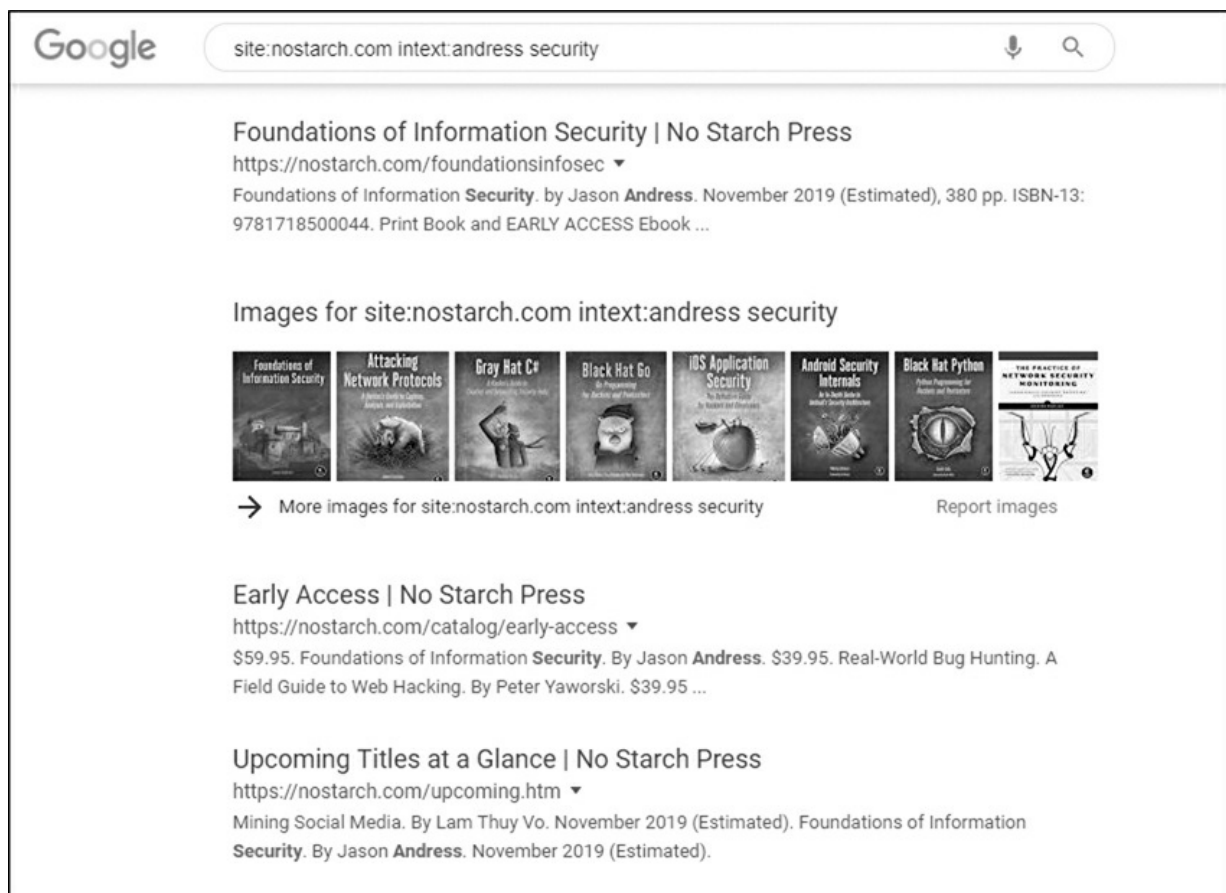 Google
site:nostarch.com intext:andress security
Foundations of Information Security | No Starch Press
https://nostarch.com/foundationsinfosec
Foundations of Information Security. by Jason Andress. November 2019 (Estimated), 380 pp. ISBN-13:
9781718500044. Print Book and EARLY ACCESS Ebook ...
Images for site:nostarch.com intext:andress security
Foundations of
Information Security
Attacking
Network Protocols
Gray Hat C#
Black Hat Go
iOS Application
Security
Android Security
Internals
Black Hat Python
THE PRACTICE OF
NETWORK SECURITY
MONITORING
More images for site:nostarch.com intext:andress security
Report images
Early Access | No Starch Press
https://nostarch.com/catalog/early-access
$59.95. Foundations of Information Security. By Jason Andress. $39.95. Real-World Bug Hunting. A
Field Guide to Web Hacking. By Peter Yaworski. $39.95 ...
Upcoming Titles at a Glance | No Starch Press
https://nostarch.com/upcoming.htm
Mining Social Media. By Lam Thuy Vo. November 2019 (Estimated). Foundations of Information
Security. By Jason Andress. November 2019 (Estimated).